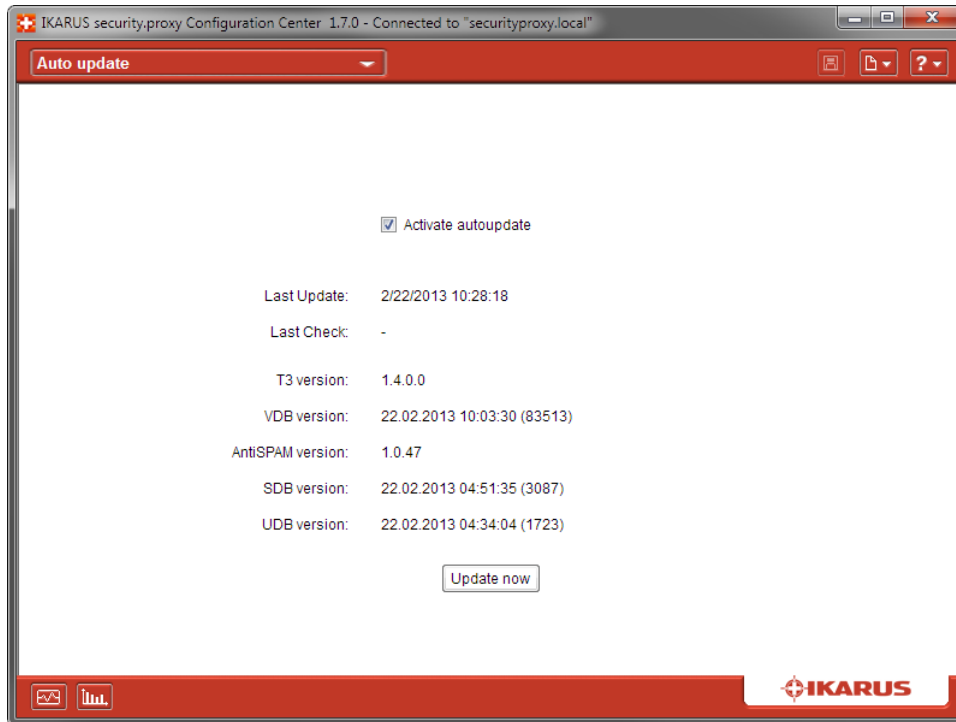 IKARUS security.proxy Configuration Center 1.7.0 - Connected to "securityproxy.local"
Auto update
?
Activate autoupdate
Last Update: 2/22/2013 10:28:18
Last Check: -
T3 version: 1.4.0.0
VDB version: 22.02.2013 10:03:30 (83513)
AntiSPAM version: 1.0.47
SDB version: 22.02.2013 04:51:35 (3087)
UDB version: 22.02.2013 04:34:04 (1723)
Update now
IKARUS